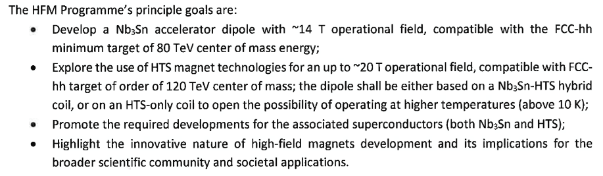 The HFM Programme's principle goals are:
• Develop a Nb₃Sn accelerator dipole with ~14 T operational field, compatible with the FCC-hh
minimum target of 80 TeV center of mass energy;
• Explore the use of HTS magnet technologies for an up to ~20 T operational field, compatible with FCC-
hh target of order of 120 TeV center of mass; the dipole shall be either based on a Nb₃Sn-HTS hybrid
coil, or on an HTS-only coil to open the possibility of operating at higher temperatures (above 10 K);
• Promote the required developments for the associated superconductors (both Nb₃Sn and HTS);
• Highlight the innovative nature of high-field magnets development and its implications for the
broader scientific community and societal applications.